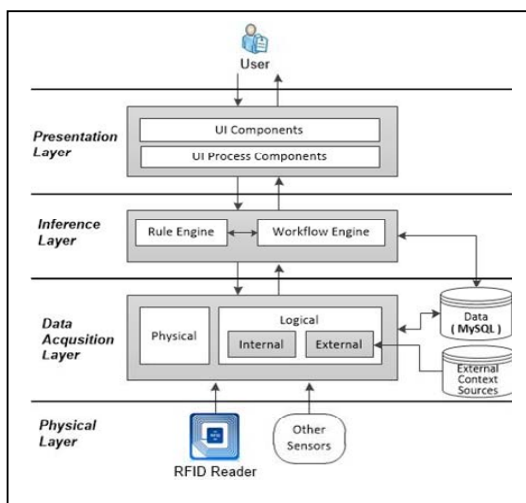 User
Presentation
Layer
UI Components
UI Process Components
Inference
Layer
Rule Engine
Workflow Engine
Data
Acqusition
Layer
Physical
Logical
Internal
External
Data
( MySQL )
External
Context
Sources
Physical
Layer
RFID Reader
Other
Sensors